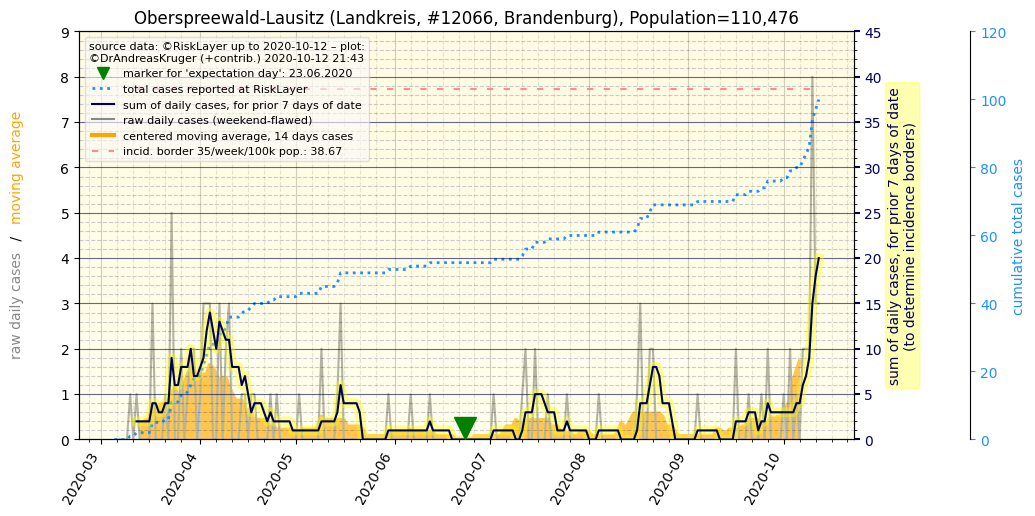 Oberspreewald-Lausitz (Landkreis, #12066, Brandenburg), Population=110,476
source data: ©RiskLayer up to 2020-10-12 – plot:
©DrAndreasKruger (+contrib.) 2020-10-12 21:43
marker for 'expectation day': 23.06.2020
total cases reported at RiskLayer
sum of daily cases, for prior 7 days of date
raw daily cases (weekend-flawed)
centered moving average, 14 days cases
incid. border 35/week/100k pop.: 38.67
raw daily cases / moving average
9
8
7
6
5
4
3
2
1
0
45
40
35
30
25
20
15
10
5
0
sum of daily cases, for prior 7 days of date
(to determine incidence borders)
120
100
80
60
40
20
0
cumulative total cases
2020-03
2020-04
2020-05
2020-06
2020-07
2020-08
2020-09
2020-10